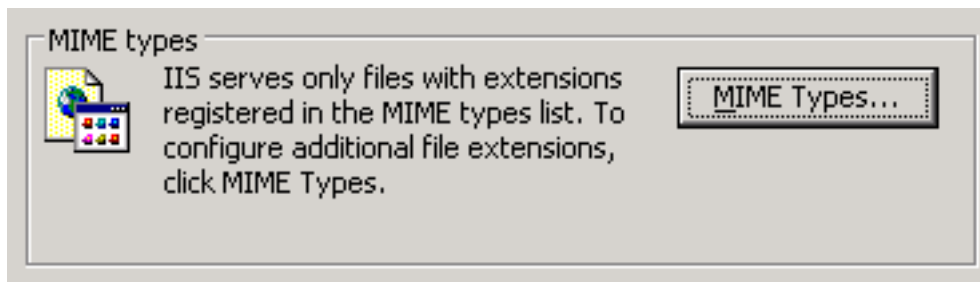 MIME types
IIS serves only files with extensions
registered in the MIME types list. To
configure additional file extensions,
click MIME Types.
MIME Types...